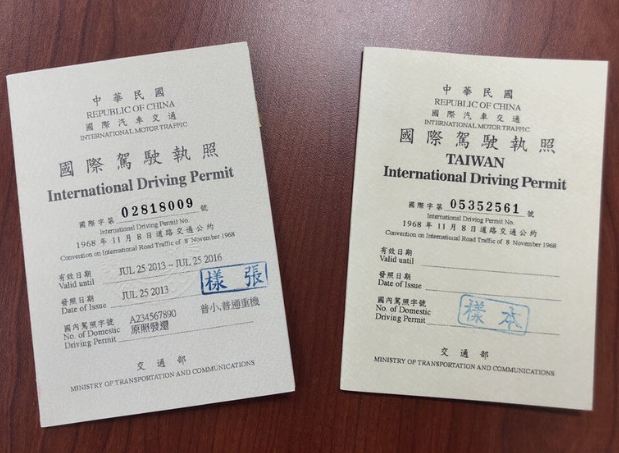 中華民國
REPUBLIC OF CHINA
國際汽車交通
INTERNATIONAL MOTOR TRAFFIC
國際駕駛執照
International Driving Permit
國際字第 02818009 號
International Driving Permit No.
1968 年 11 月 8 日道路交通公約
Convention on International Road Traffic of 8 November 1968
有效日期
Valid until
JUL 25 2013 ~ JUL 25 2016
發照日期
Date of Issue
JUL 25 2013
樣張
國內駕照字號
No. of Domestic
Driving Permit
A234567890
原照發還
普小,普通重機
交通部
MINISTRY OF TRANSPORTATION AND COMMUNICATIONS
中華民國
REPUBLIC OF CHINA
國際汽車交通
INTERNATIONAL MOTOR TRAFFIC
國際駕駛執照
TAIWAN
International Driving Permit
國際字第 05352561 號
International Driving Permit No.
1968 年 11 月 8 日道路交通公約
Convention on International Road Traffic of 8 November 1968
有效日期
Valid until
發照日期
Date of Issue
國內駕照字號
No. of Domestic
Driving Permit
樣本
交通部
MINISTRY OF TRANSPORTATION AND COMMUNICATIONS